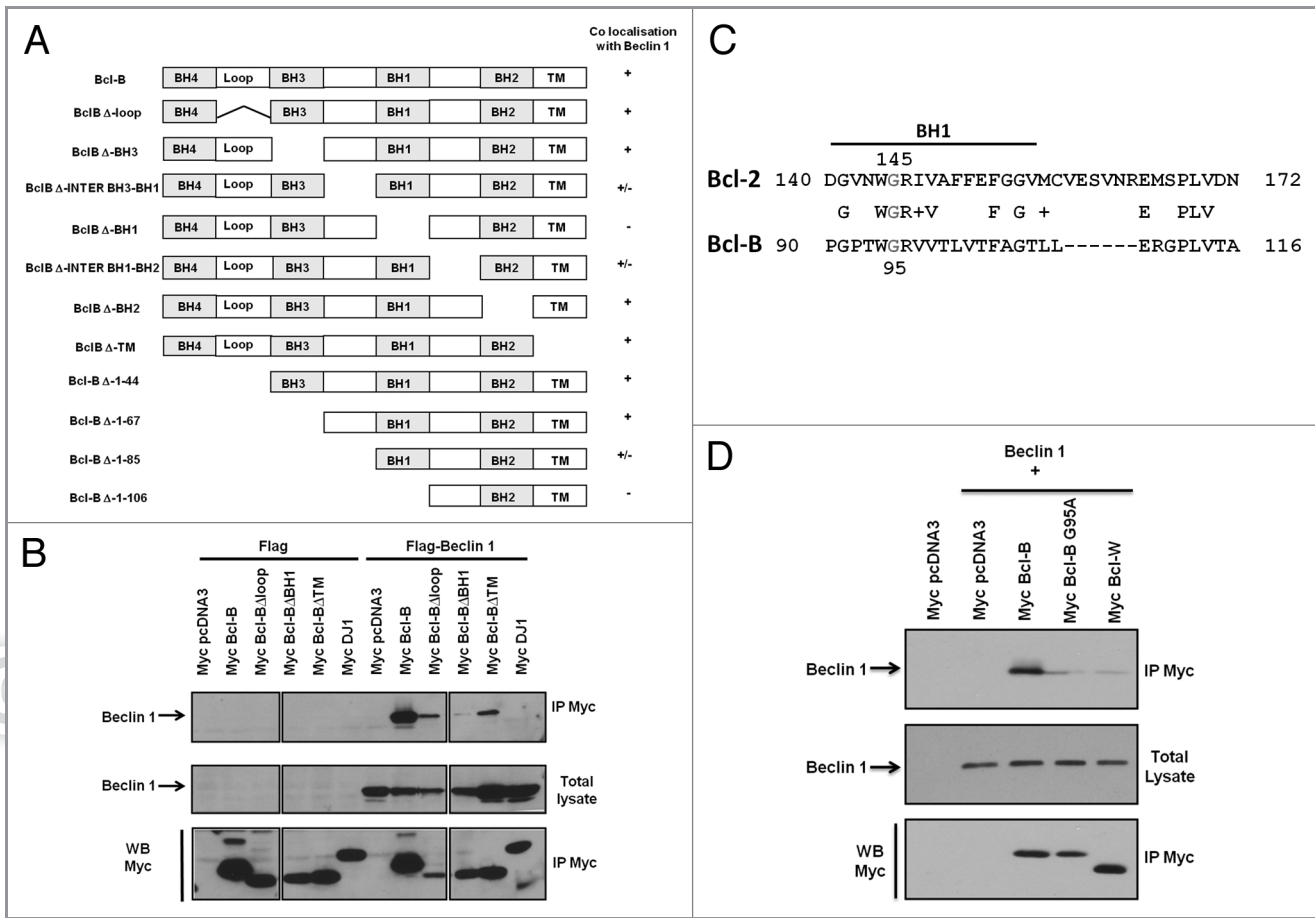 A
Co localisation
with Beclin 1
Bcl-B BH4 Loop BH3 BH1 BH2 TM +
BclB Δ-loop BH4 BH3 BH1 BH2 TM +
BclB Δ-BH3 BH4 Loop BH1 BH2 TM +
BclB Δ-INTER BH3-BH1 BH4 Loop BH3 BH1 BH2 TM +/-
BclB Δ-BH1 BH4 Loop BH3 BH2 TM -
BclB Δ-INTER BH1-BH2 BH4 Loop BH3 BH1 BH2 TM +/-
BclB Δ-BH2 BH4 Loop BH3 BH1 TM +
BclB Δ-TM BH4 Loop BH3 BH1 BH2 +
Bcl-B Δ-1-44 BH3 BH1 BH2 TM +
Bcl-B Δ-1-67 BH1 BH2 TM +
Bcl-B Δ-1-85 BH1 BH2 TM +/-
Bcl-B Δ-1-106 BH2 TM -
B
Flag Flag-Beclin 1
Myc pcDNA3
Myc Bcl-B
Myc Bcl-BΔloop
Myc Bcl-BΔBH1
Myc Bcl-BΔTM
Myc DJ1
Myc pcDNA3
Myc Bcl-B
Myc Bcl-BΔloop
Myc Bcl-BΔBH1
Myc Bcl-BΔTM
Myc DJ1
Beclin 1 IP Myc
Beclin 1 Total
lysate
WB
Myc IP Myc
C
BH1
145
Bcl-2 140 DGVNWGRIVAFFEFGGVMCVESVNREMSPLVDN 172
G WGR+V F G + E PLV
Bcl-B 90 PGPTWGRVVTLVTFAGTLL------ERGPLVTA 116
95
D
Beclin 1
+
Myc pcDNA3
Myc pcDNA3
Myc Bcl-B
Myc Bcl-B G95A
Myc Bcl-W
Beclin 1 IP Myc
Beclin 1 Total
Lysate
WB
Myc IP Myc